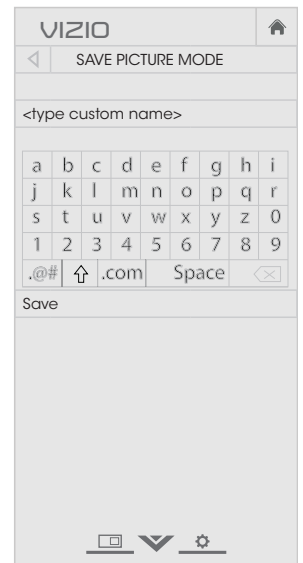 VIZIO
SAVE PICTURE MODE
<type custom name>
a b c d e f g h i
j k l m n o p q r
s t u v w x y z 0
1 2 3 4 5 6 7 8 9
.@# .com Space
Save